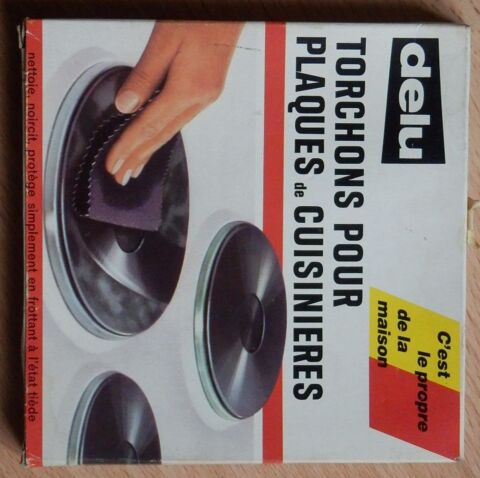 delu
TORCHONS POUR
PLAQUES de CUISINIERES
C'est
le propre
de la
maison
nettoie, noircit, protège simplement en frottant à l'état tiède